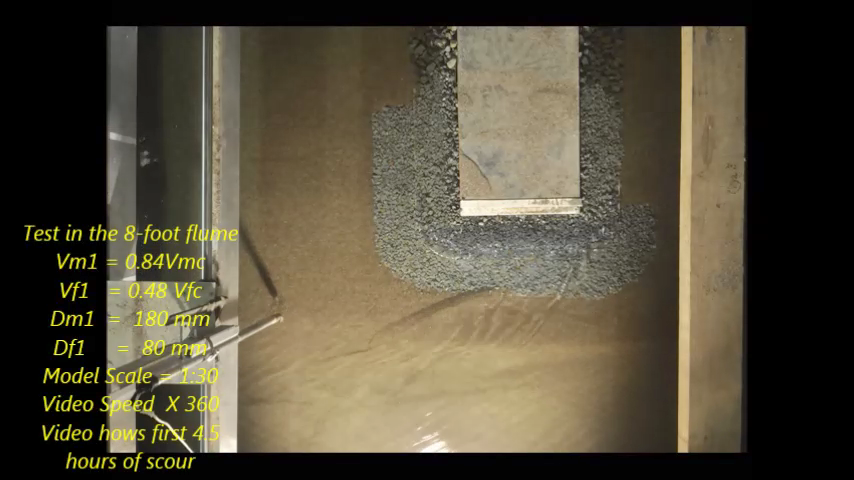 Test in the 8-foot flume
Vm1 = 0.84Vmc
Vf1 = 0.48 Vfc
Dm1 = 180 mm
Df1 = 80 mm
Model Scale = 1:30
Video Speed X 360
Video hows first 4.5
hours of scour